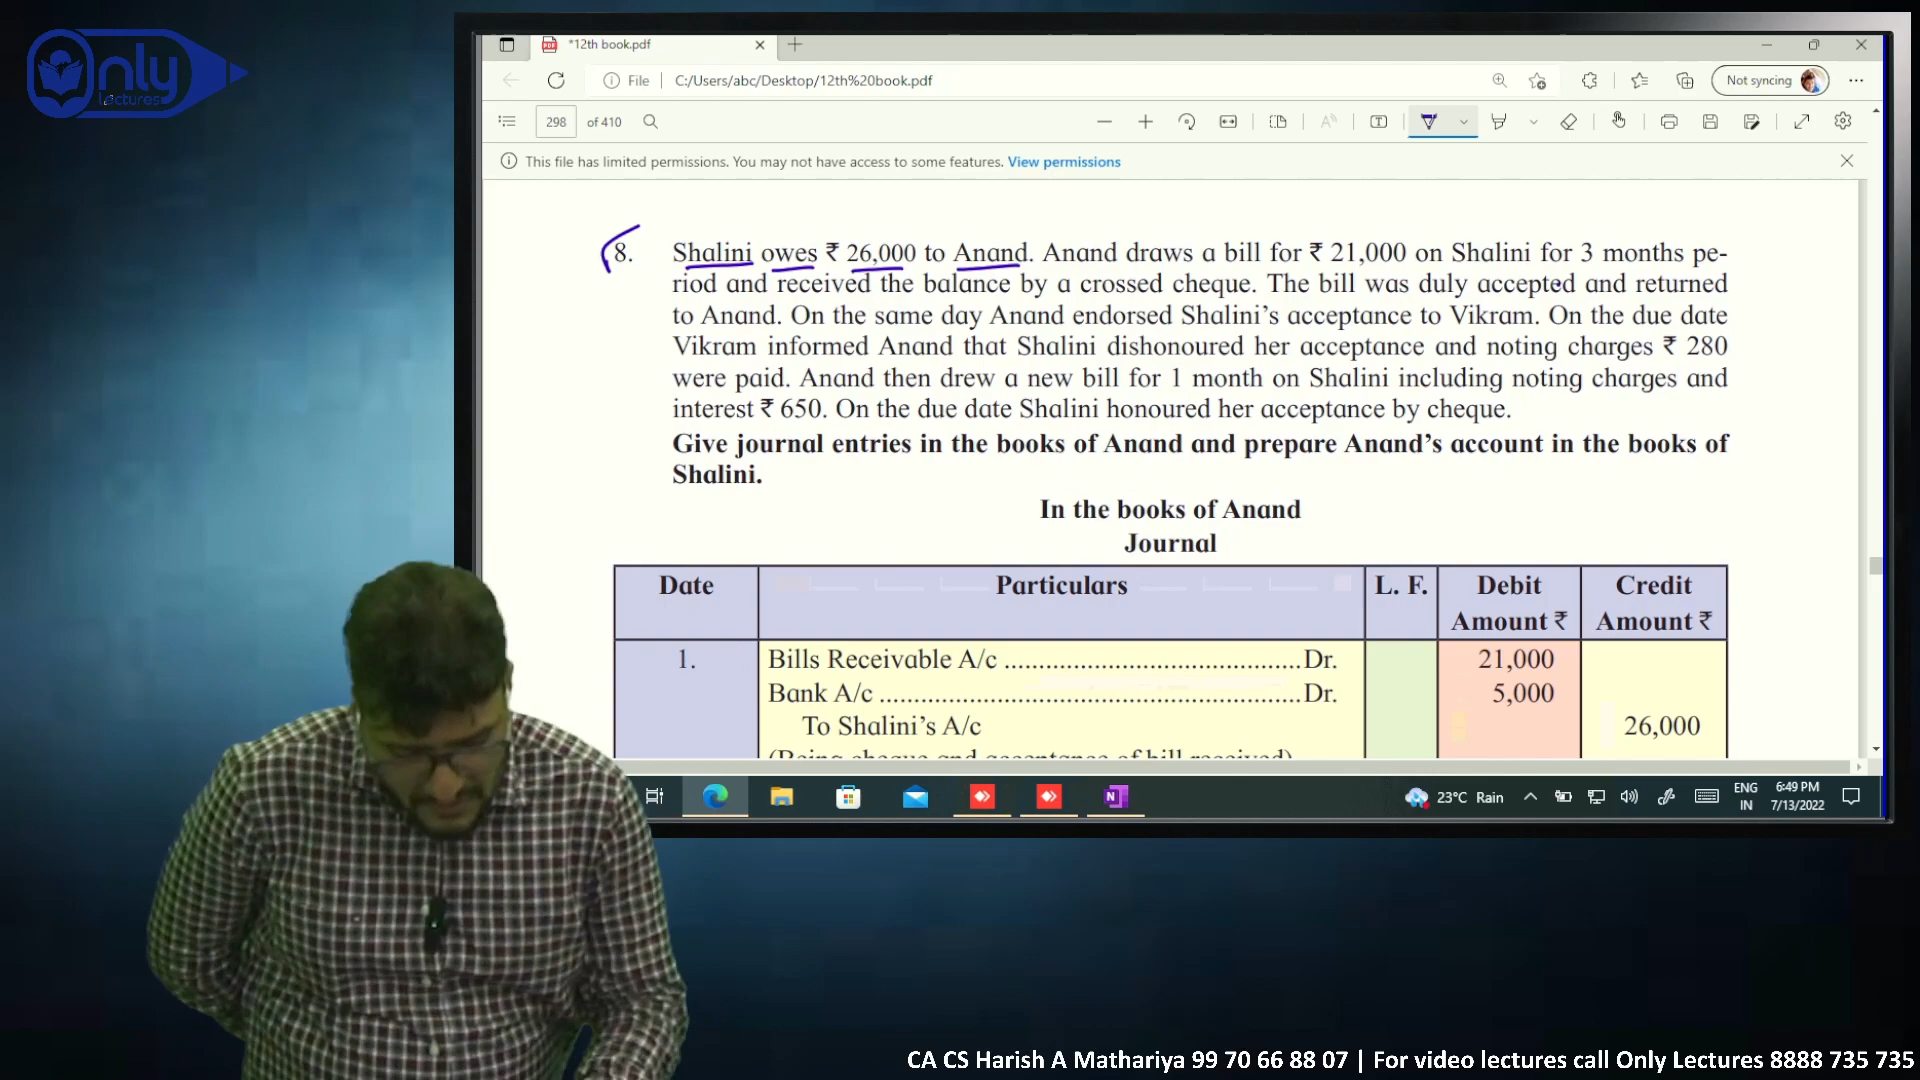 Only
Lectures
*12th book.pdf
File | C:/Users/abc/Desktop/12th%20book.pdf
Not syncing
298 of 410
This file has limited permissions. You may not have access to some features. View permissions
8. Shalini owes ₹ 26,000 to Anand. Anand draws a bill for ₹ 21,000 on Shalini for 3 months pe-
riod and received the balance by a crossed cheque. The bill was duly accepted and returned
to Anand. On the same day Anand endorsed Shalini's acceptance to Vikram. On the due date
Vikram informed Anand that Shalini dishonoured her acceptance and noting charges ₹ 280
were paid. Anand then drew a new bill for 1 month on Shalini including noting charges and
interest ₹ 650. On the due date Shalini honoured her acceptance by cheque.
Give journal entries in the books of Anand and prepare Anand's account in the books of
Shalini.
In the books of Anand
Journal
Date Particulars L. F. Debit Amount ₹ Credit Amount ₹
1. Bills Receivable A/c ............................................Dr. 21,000
Bank A/c ..............................................................Dr. 5,000
To Shalini's A/c 26,000
(Being cheque and acceptance of bill received)
23°C Rain
ENG
IN
6:49 PM
7/13/2022
CA CS Harish A Mathariya 99 70 66 88 07 | For video lectures call Only Lectures 8888 735 735